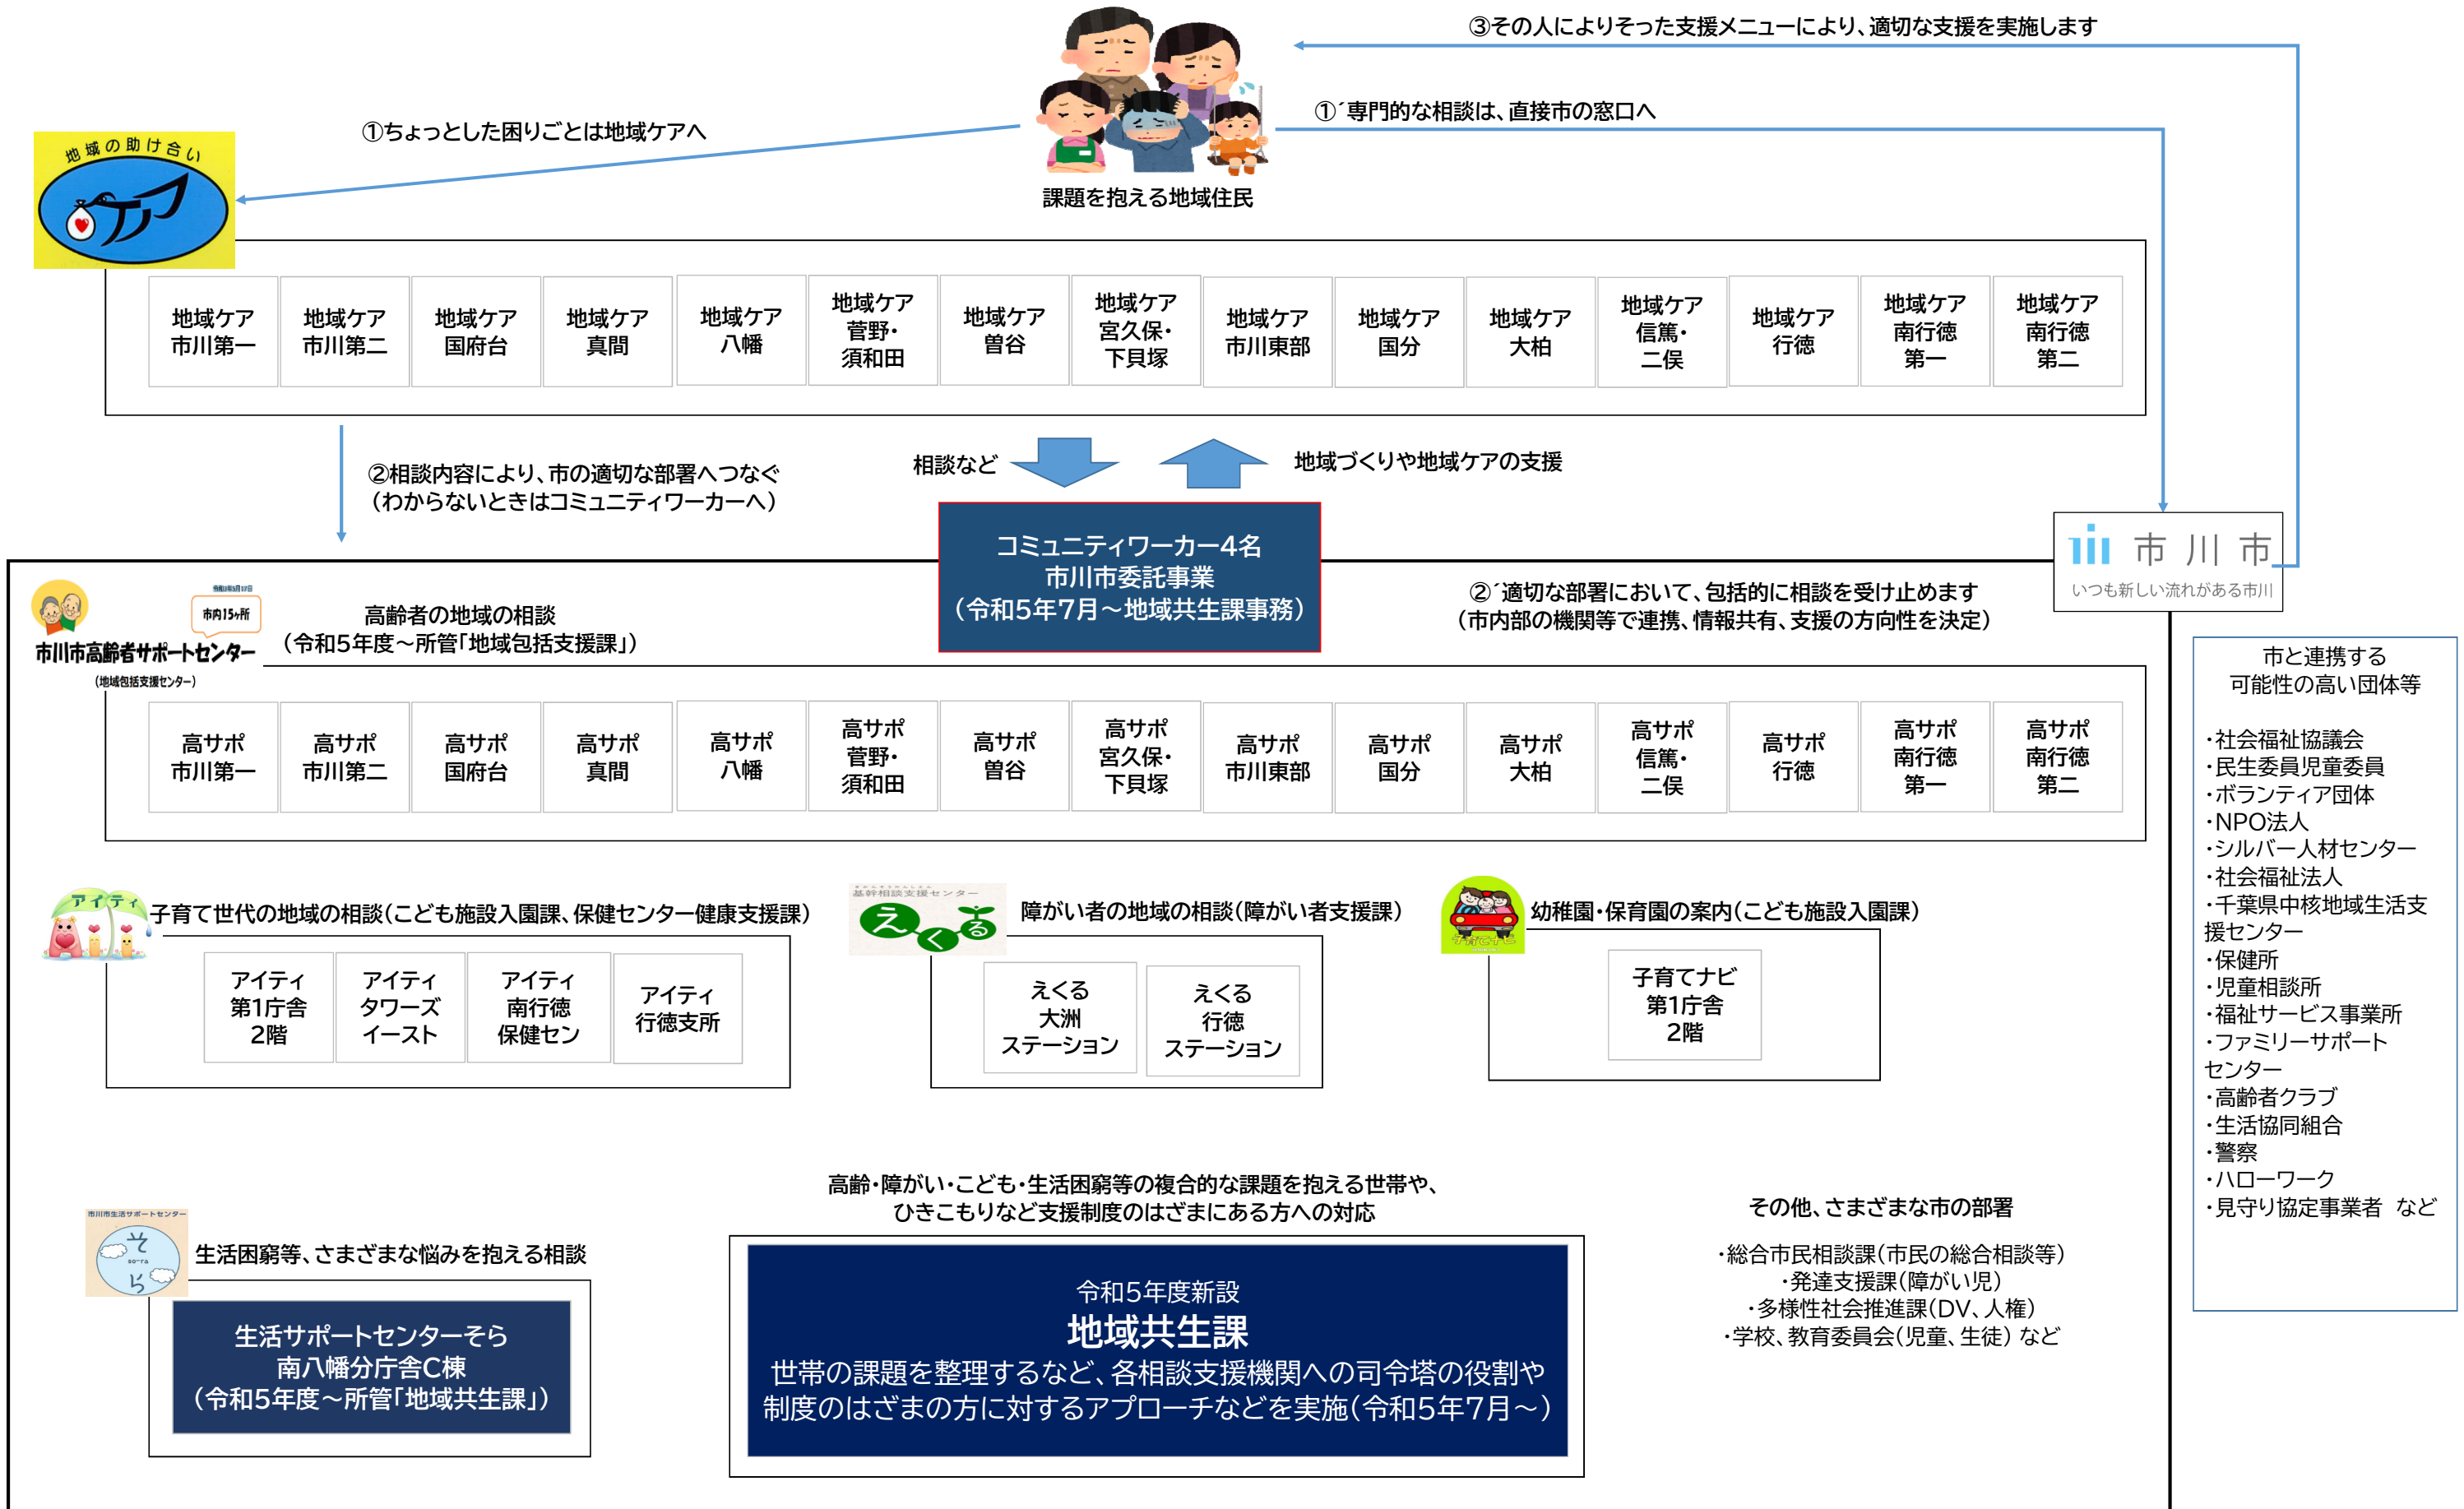 ③その人によりそった支援メニューにより、適切な支援を実施します
①´専門的な相談は、直接市の窓口へ
①ちょっとした困りごとは地域ケアへ
地域の助け合い
課題を抱える地域住民
地域ケア
市川第一
地域ケア
市川第二
地域ケア
国府台
地域ケア
真間
地域ケア
八幡
地域ケア
菅野・
須和田
地域ケア
曽谷
地域ケア
宮久保・
下貝塚
地域ケア
市川東部
地域ケア
国分
地域ケア
大柏
地域ケア
信篤・
二俣
地域ケア
行徳
地域ケア
南行徳
第一
地域ケア
南行徳
第二
②相談内容により、市の適切な部署へつなぐ
（わからないときはコミュニティワーカーへ）
相談など
地域づくりや地域ケアの支援
コミュニティワーカー4名
市川市委託事業
（令和5年7月～地域共生課事務）
市川市
いつも新しい流れがある市川
②´適切な部署において、包括的に相談を受け止めます
（市内部の機関等で連携、情報共有、支援の方向性を決定）
市内15ヶ所
市川市高齢者サポートセンター
（地域包括支援センター）
高齢者の地域の相談
（令和5年度～所管「地域包括支援課」）
高サポ
市川第一
高サポ
市川第二
高サポ
国府台
高サポ
真間
高サポ
八幡
高サポ
菅野・
須和田
高サポ
曽谷
高サポ
宮久保・
下貝塚
高サポ
市川東部
高サポ
国分
高サポ
大柏
高サポ
信篤・
二俣
高サポ
行徳
高サポ
南行徳
第一
高サポ
南行徳
第二
市と連携する
可能性の高い団体等
・社会福祉協議会
・民生委員児童委員
・ボランティア団体
・NPO法人
・シルバー人材センター
・社会福祉法人
・千葉県中核地域生活支
援センター
・保健所
・児童相談所
・福祉サービス事業所
・ファミリーサポート
センター
・高齢者クラブ
・生活協同組合
・警察
・ハローワーク
・見守り協定事業者 など
アイティ
子育て世代の地域の相談（こども施設入園課、保健センター健康支援課）
アイティ
第1庁舎
2階
アイティ
タワーズ
イースト
アイティ
南行徳
保健セン
アイティ
行徳支所
基幹相談支援センター
えくる
障がい者の地域の相談（障がい者支援課）
えくる
大洲
ステーション
えくる
行徳
ステーション
子育てナビ
幼稚園・保育園の案内（こども施設入園課）
子育てナビ
第1庁舎
2階
市川市生活サポートセンター
そ
so-ra
ら
生活困窮等、さまざまな悩みを抱える相談
生活サポートセンターそら
南八幡分庁舎C棟
（令和5年度～所管「地域共生課」）
高齢・障がい・こども・生活困窮等の複合的な課題を抱える世帯や、
ひきこもりなど支援制度のはざまにある方への対応
令和5年度新設
地域共生課
世帯の課題を整理するなど、各相談支援機関への司令塔の役割や
制度のはざまの方に対するアプローチなどを実施（令和5年7月～）
その他、さまざまな市の部署
・総合市民相談課（市民の総合相談等）
・発達支援課（障がい児）
・多様性社会推進課（DV、人権）
・学校、教育委員会（児童、生徒） など